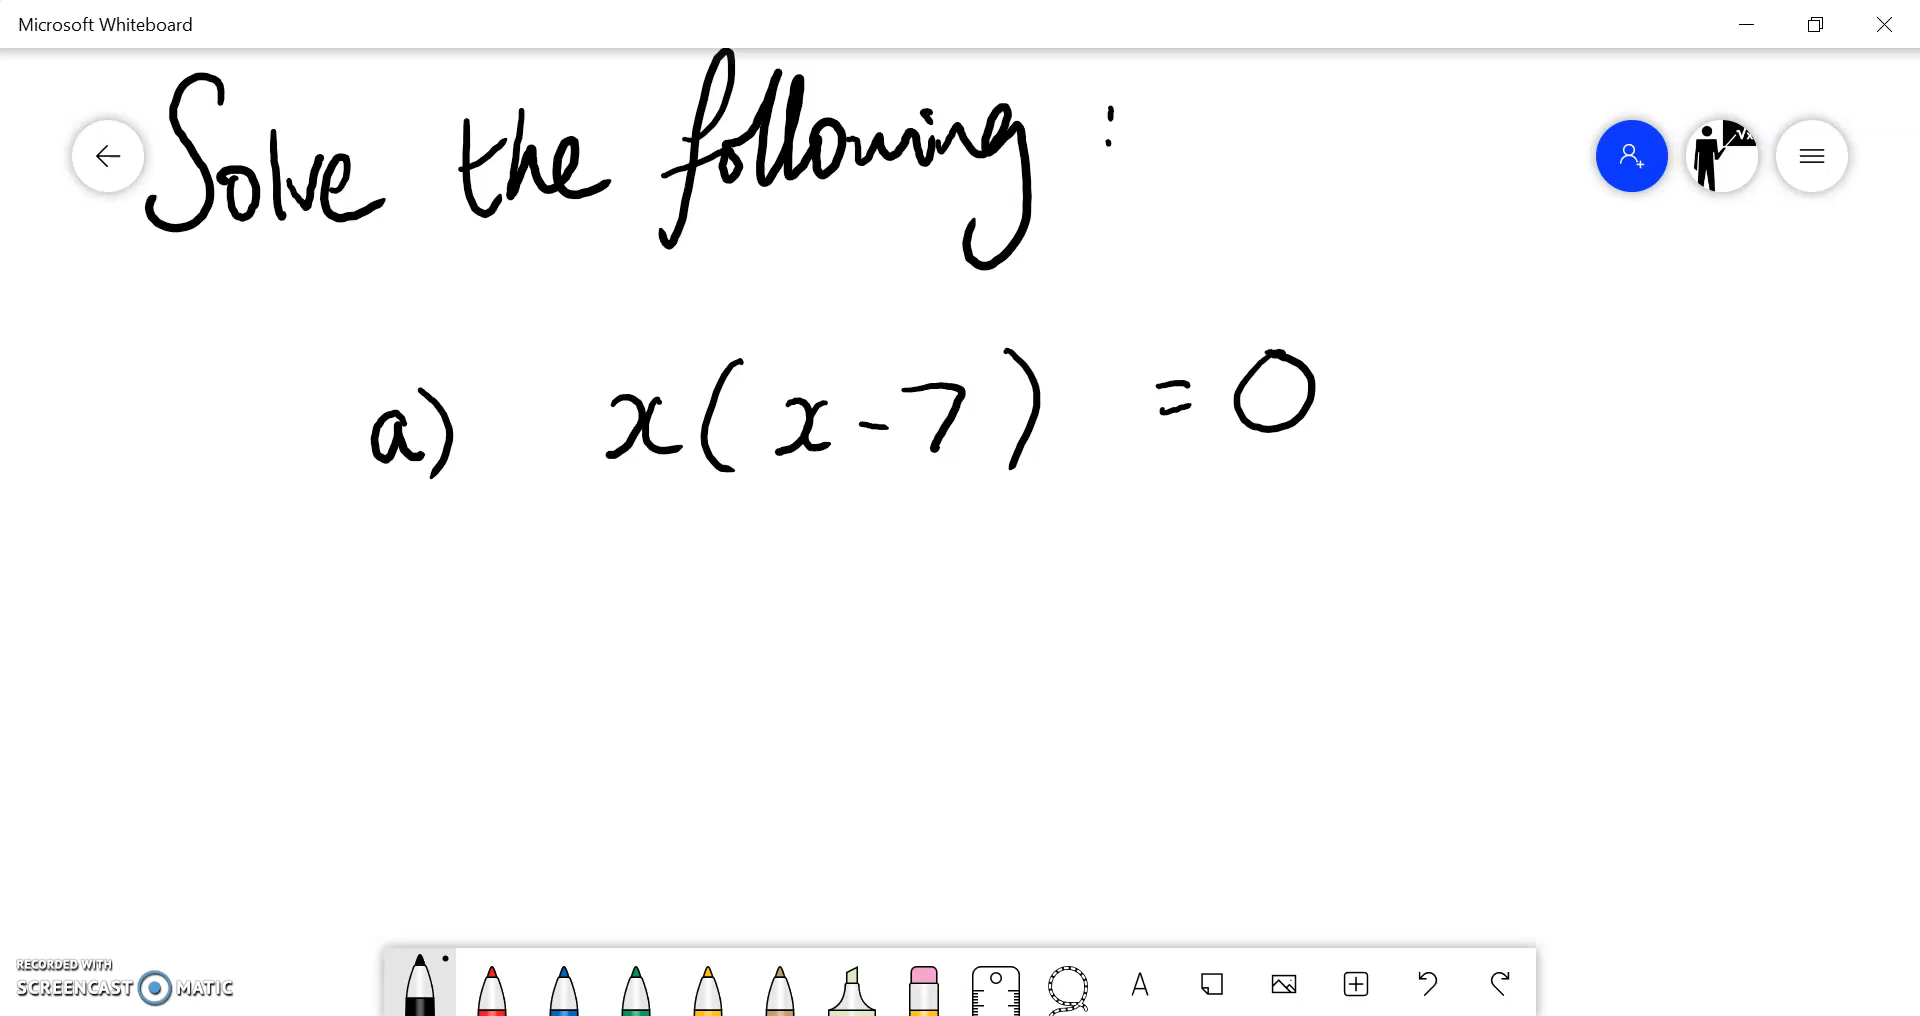 Microsoft Whiteboard
Solve the following :
√x
a) x(x-7) = 0
RECORDED WITH
SCREENCAST MATIC
A